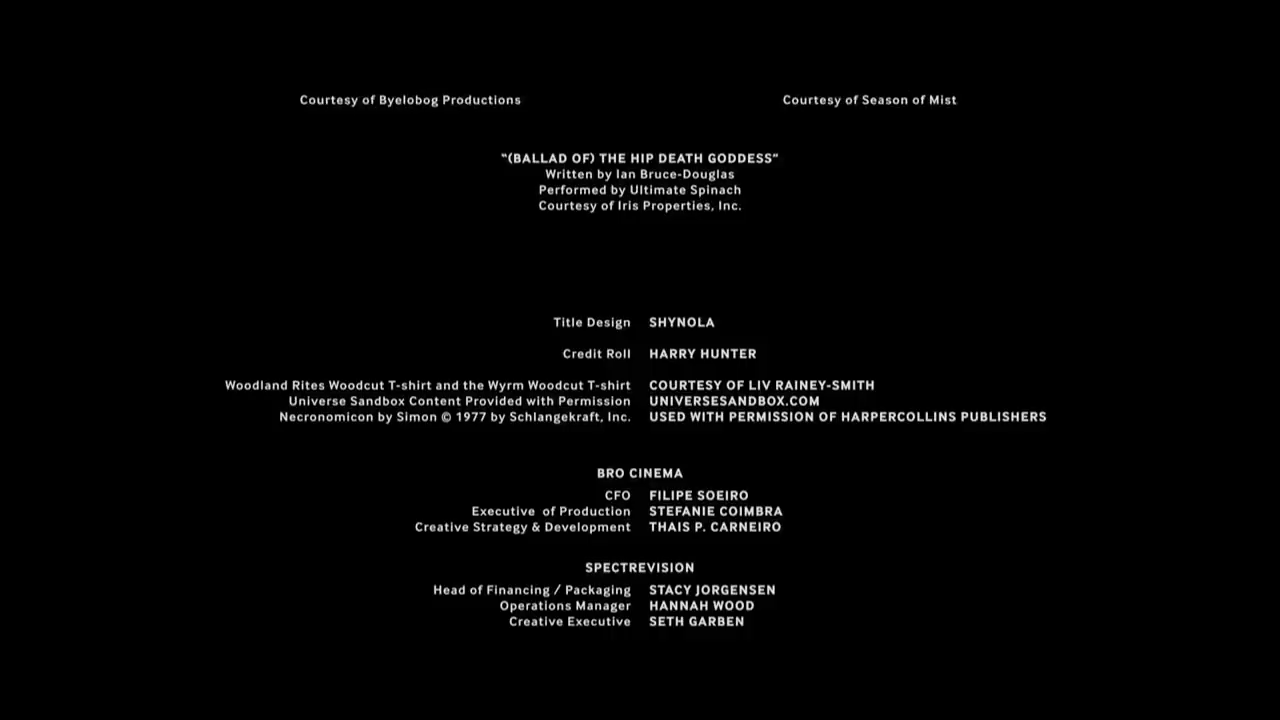 Courtesy of Byelobog Productions
Courtesy of Season of Mist
"(BALLAD OF) THE HIP DEATH GODDESS"
Written by Ian Bruce-Douglas
Performed by Ultimate Spinach
Courtesy of Iris Properties, Inc.
Title Design SHYNOLA
Credit Roll HARRY HUNTER
Woodland Rites Woodcut T-shirt and the Wyrm Woodcut T-shirt COURTESY OF LIV RAINEY-SMITH
Universe Sandbox Content Provided with Permission UNIVERSESANDBOX.COM
Necronomicon by Simon © 1977 by Schlangekraft, Inc. USED WITH PERMISSION OF HARPERCOLLINS PUBLISHERS
BRO CINEMA
CFO FILIPE SOEIRO
Executive of Production STEFANIE COIMBRA
Creative Strategy & Development THAIS P. CARNEIRO
SPECTREVISION
Head of Financing / Packaging STACY JORGENSEN
Operations Manager HANNAH WOOD
Creative Executive SETH GARBEN